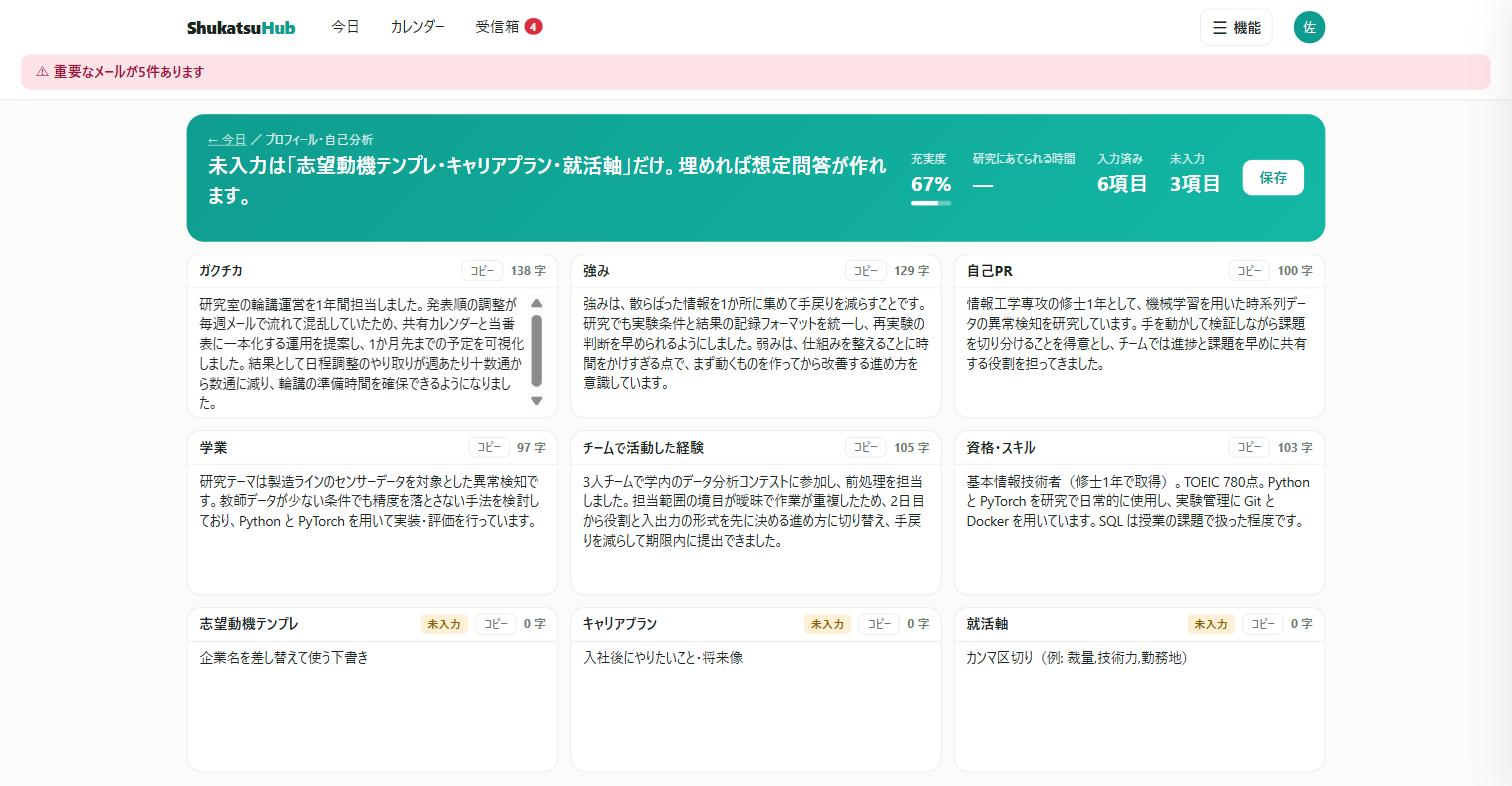 ShukatsuHub 今日 カレンダー 受信箱 4 ☰ 機能 佐
⚠ 重要なメールが5件あります
← 今日 ／ プロフィール・自己分析
未入力は「志望動機テンプレ・キャリアプラン・就活軸」だけ。埋めれば想定問答が作れ
ます。
充実度 研究にあてられる時間 入力済み 未入力
67% — 6項目 3項目 保存
ガクチカ コピー 138 字
研究室の輪講運営を1年間担当しました。発表順の調整が
毎週メールで流れて混乱していたため、共有カレンダーと当番
表に一本化する運用を提案し、1か月先までの予定を可視化
しました。結果として日程調整のやり取りが週あたり十数通か
ら数通に減り、輪講の準備時間を確保できるようになりまし
た。
強み コピー 129 字
強みは、散らばった情報を1か所に集めて手戻りを減らすことです。
研究でも実験条件と結果の記録フォーマットを統一し、再実験の
判断を早められるようにしました。弱みは、仕組みを整えることに時
間をかけすぎる点で、まず動くものを作ってから改善する進め方を
意識しています。
自己PR コピー 100 字
情報工学専攻の修士1年として、機械学習を用いた時系列デー
タの異常検知を研究しています。手を動かして検証しながら課題
を切り分けることを得意とし、チームでは進捗と課題を早めに共有
する役割を担ってきました。
学業 コピー 97 字
研究テーマは製造ラインのセンサーデータを対象とした異常検知で
す。教師データが少ない条件でも精度を落とさない手法を検討し
ており、Python と PyTorch を用いて実装・評価を行っています。
チームで活動した経験 コピー 105 字
3人チームで学内のデータ分析コンテストに参加し、前処理を担当
しました。担当範囲の境目が曖昧で作業が重複したため、2日目
から役割と入出力の形式を先に決める進め方に切り替え、手戻
りを減らして期限内に提出できました。
資格・スキル コピー 103 字
基本情報技術者（修士1年で取得）。TOEIC 780点。Python
と PyTorch を研究で日常的に使用し、実験管理に Git と
Docker を用いています。SQL は授業の課題で扱った程度です。
志望動機テンプレ 未入力 コピー 0 字
企業名を差し替えて使う下書き
キャリアプラン 未入力 コピー 0 字
入社後にやりたいこと・将来像
就活軸 未入力 コピー 0 字
カンマ区切り（例: 裁量,技術力,勤務地）